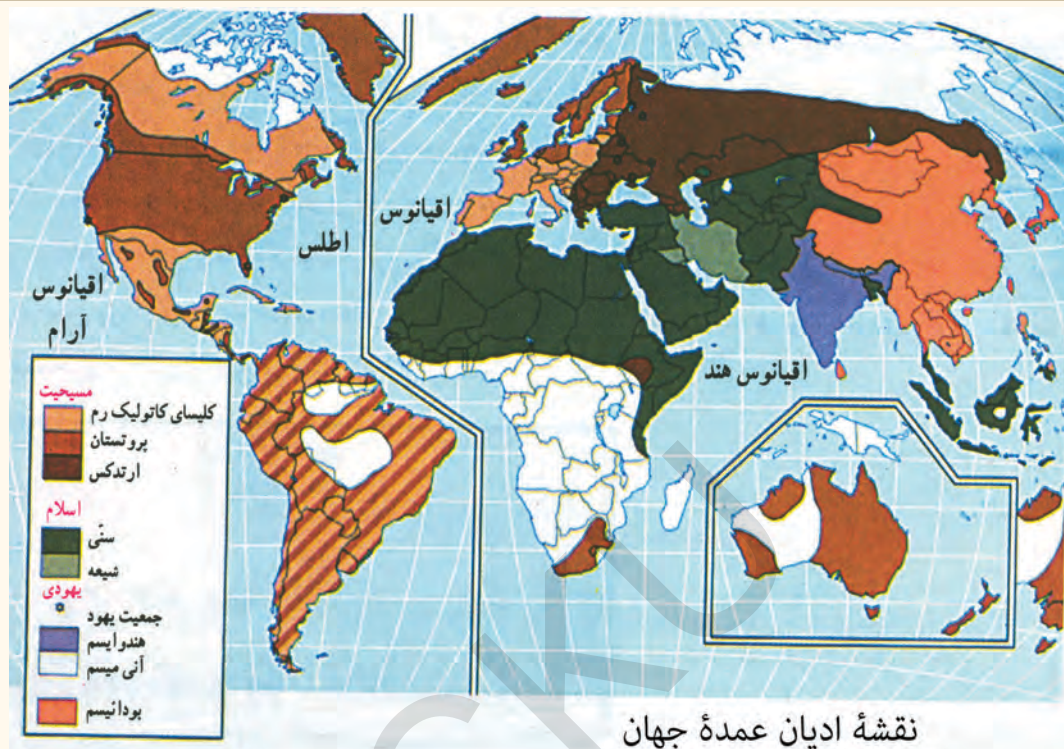 اقیانوس
اطلس
اقیانوس
آرام
اقیانوس هند
مسیحیت
کلیسای کاتولیک رم
پروتستان
ارتدکس
اسلام
سنّی
شیعه
یهودی
جمعیت یهود
هندوایسم
آنی میسم
بودائیسم
نقشهٔ ادیان عمدهٔ جهان